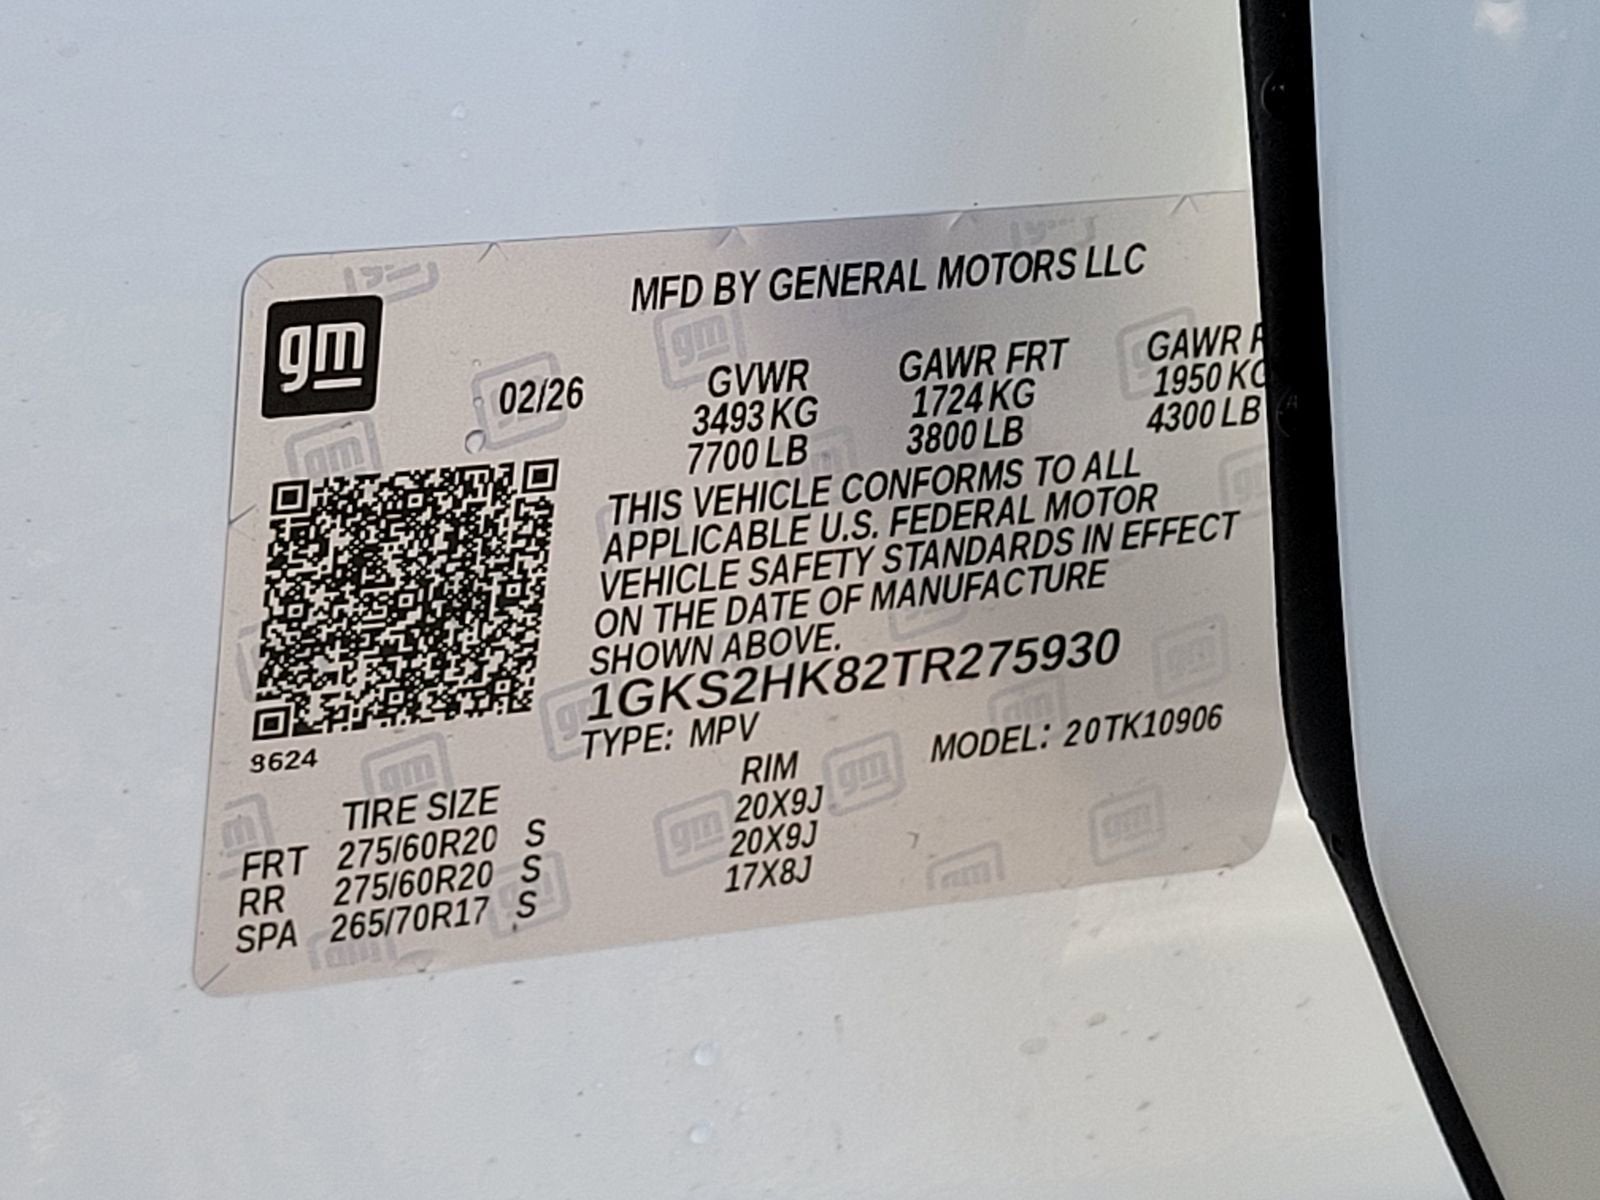 gm
MFD BY GENERAL MOTORS LLC
02/26
GVWR GAWR FRT GAWR
3493 KG 1724 KG 1950 KG
7700 LB 3800 LB 4300 LB
THIS VEHICLE CONFORMS TO ALL
APPLICABLE U.S. FEDERAL MOTOR
VEHICLE SAFETY STANDARDS IN EFFECT
ON THE DATE OF MANUFACTURE
SHOWN ABOVE.
1GKS2HK82TR275930
TYPE: MPV MODEL: 20TK10906
9624
TIRE SIZE RIM
FRT 275/60R20 S 20X9J
RR 275/60R20 S 20X9J
SPA 265/70R17 S 17X8J